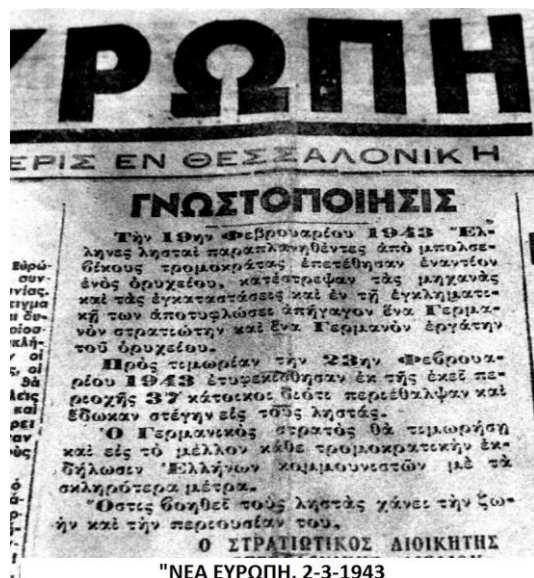 ΥΡΩΠΗ
ΕΡΙΣ ΕΝ ΘΕΣΣΑΛΟΝΙΚΗ
ΓΝΩΣΤΟΠΟΙΗΣΙΣ
Τὴν 19ην Φεβρουαρίου 1943 Ἕλ-
ληνες λησταὶ παραπλανηθέντες ἀπὸ μπολσε-
βίκους τρομοκράτας ἐπετέθησαν ἐναντίον
ἑνὸς ὀρυχείου, κατέστρεψαν τὰς μηχανὰς
καὶ τὰς ἐγκαταστάσεις καὶ ἐν τῇ ἐγκληματι-
κῇ των ἀποτυφλώσει ἀπήγαγον ἕνα Γερμα-
νὸν στρατιώτην καὶ ἕνα Γερμανὸν ἐργάτην
τοῦ ὀρυχείου.
Πρὸς τιμωρίαν τὴν 23ην Φεβρουα-
ρίου 1943 ἐτυφεκίσθησαν ἐκ τῆς ἐκεῖ πε-
ριοχῆς 37 κάτοικοι διότι περιέθαλψαν καὶ
ἔδωκαν στέγην εἰς τοὺς ληστάς.
Ὁ Γερμανικὸς στρατὸς θὰ τιμωρήσῃ
καὶ εἰς τὸ μέλλον κάθε τρομοκρατικὴν ἐκ-
δήλωσιν Ἑλλήνων κομμουνιστῶν μὲ τὰ
σκληρότερα μέτρα.
Ὅστις βοηθεῖ τοὺς ληστὰς χάνει τὴν ζω-
ὴν καὶ τὴν περιουσίαν του.
Ο ΣΤΡΑΤΙΩΤΙΚΟΣ ΔΙΟΙΚΗΤΗΣ
"ΝΕΑ ΕΥΡΩΠΗ, 2-3-1943